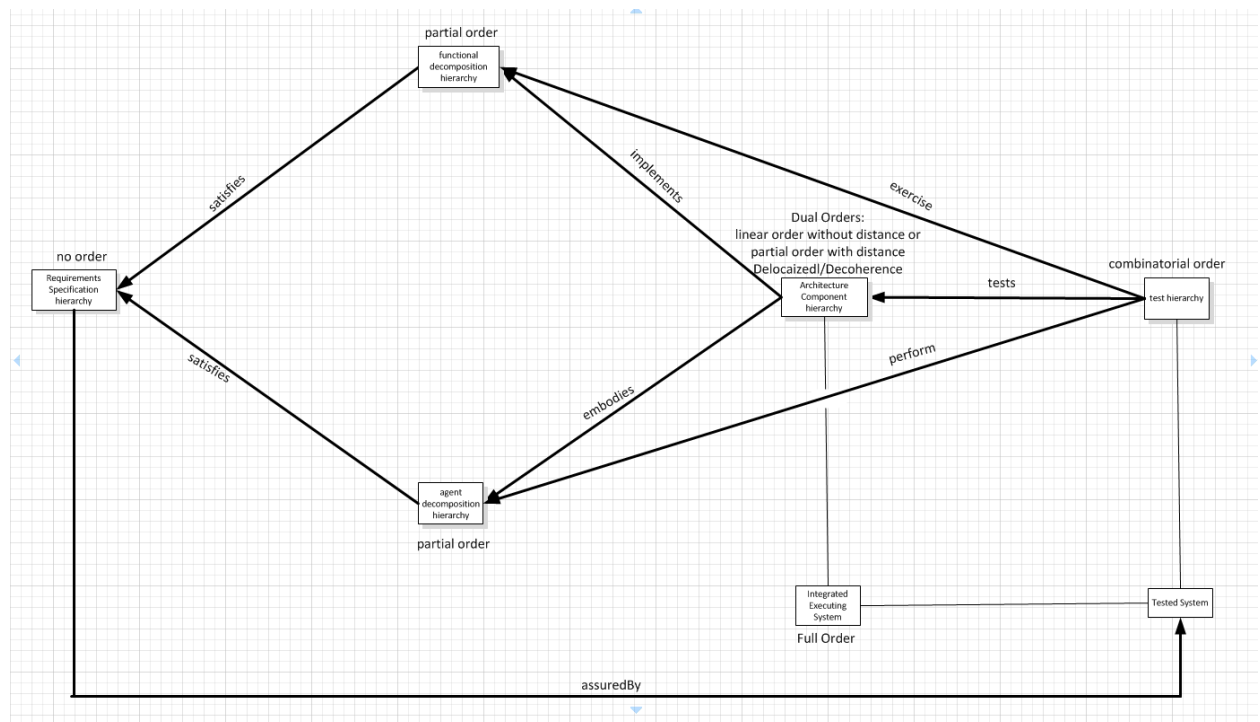 partial order
functional
decomposition
hierarchy
implements
satisfies
exercise
Dual Orders:
linear order without distance or
partial order with distance
Delocaizedl/Decoherence
no order
Requirements
Specification
hierarchy
Architecture
Component
hierarchy
tests
combinatorial order
test hierarchy
satisfies
perform
embodies
agent
decomposition
hierarchy
partial order
Integrated
Executing
System
Full Order
Tested System
assuredBy